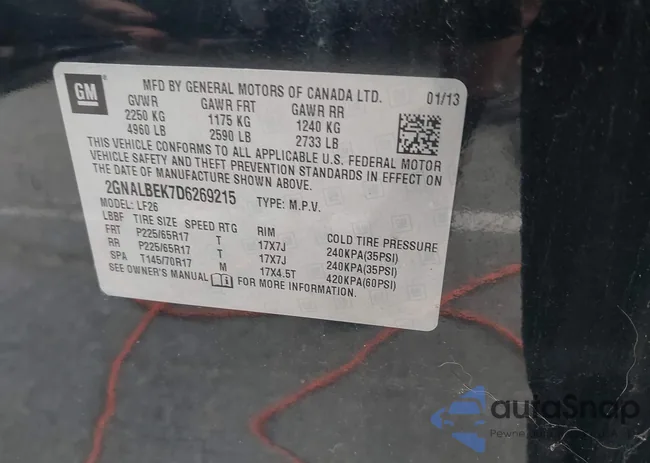 GM
MFD BY GENERAL MOTORS OF CANADA LTD. 01/13
GVWR GAWR FRT GAWR RR
2250 KG 1175 KG 1240 KG
4960 LB 2590 LB 2733 LB
THIS VEHICLE CONFORMS TO ALL APPLICABLE U.S. FEDERAL MOTOR
VEHICLE SAFETY AND THEFT PREVENTION STANDARDS IN EFFECT ON
THE DATE OF MANUFACTURE SHOWN ABOVE.
2GNALBEK7D6269215 TYPE: M.P.V.
MODEL: LF26
LBBF TIRE SIZE SPEED RTG RIM COLD TIRE PRESSURE
FRT P225/65R17 T 17X7J 240KPA(35PSI)
RR P225/65R17 T 17X7J 240KPA(35PSI)
SPA T145/70R17 M 17X4.5T 420KPA(60PSI)
SEE OWNER'S MANUAL FOR MORE INFORMATION.
autoSnap
Pewne